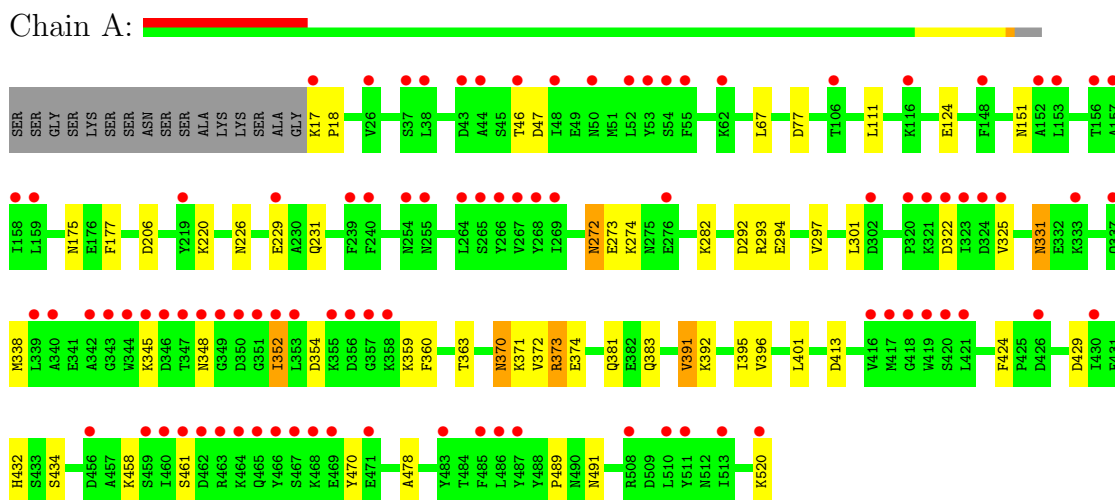 Chain A:
SER SER GLY SER LYS SER SER ASN SER SER ALA LYS LYS SER ALA GLY K17 P18 V26 S37 L38 D43 A44 S45 T46 D47 I48 E49 N50 M51 L52 Y53 S54 F55 K62 L67 D77 T106 L111 K116 E124 F148 N151 A152 L153 T156 A157
I158 L159 N175 E176 F177 D206 Y219 K220 N226 E229 A230 Q231 F239 F240 N254 N255 L264 S265 Y266 V267 Y268 I269 N272 E273 K274 N275 E276 K282 D292 R293 E294 V297 L301 D302 P320 K321 D322 I323 D324 V325 N331 E332 K333
M338 L339 A340 E341 A342 G343 W344 K345 D346 T347 N348 G349 D350 G351 I352 L353 D354 K355 D356 G357 K358 K359 F360 T363 N370 K371 V372 R373 E374 Q381 E382 Q383 V391 K392 I395 V396 L401 D413 V416 M417 G418 W419 S420 L421 F424 P425 D426 D429 I430
H432 S433 S434 D456 A457 K458 S459 I460 S461 D462 R463 K464 Q465 Y466 S467 K468 E469 Y470 E471 A478 Y483 T484 F485 L486 Y487 Y488 P489 N490 N491 R508 D509 L510 Y511 N512 I513 K520